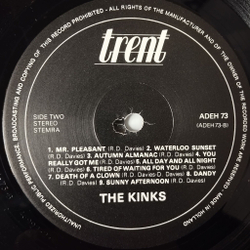 ALL RIGHTS OF THE MANUFACTURER AND OF THE OWNER OF THE RECORDED WORK ARE RESERVED MADE IN HOLLAND
UNAUTHORIZED PUBLIC PERFORMANCE, BROADCASTING AND COPYING OF THIS RECORD PROHIBITED -
trent
SIDE TWO
STEREO
STEMRA
ADEH 73
(ADEH 73-B)
1. MR. PLEASANT (R.D. Davies) 2. WATERLOO SUNSET
(R.D. Davies) 3. AUTUMN ALMANAC (R.D. Davies) 4. YOU
REALLY GOT ME (R.D. Davies) 5. ALL DAY AND ALL NIGHT
(R.D. Davies) 6. TIRED OF WAITING FOR YOU (R.D. Davies)
7. DEATH OF A CLOWN (R.D. Davies) 8. DANDY
(R.D. Davies) 9. SUNNY AFTERNOON (R.D. Davies)
THE KINKS